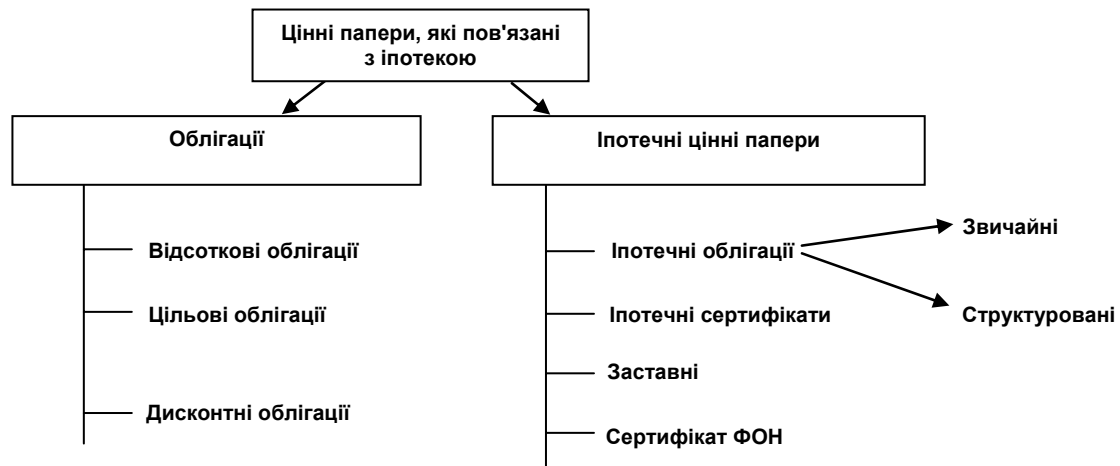 Цінні папери, які пов'язані
з іпотекою
Облігації
Іпотечні цінні папери
Відсоткові облігації
Цільові облігації
Дисконтні облігації
Іпотечні облігації
Іпотечні сертифікати
Заставні
Сертифікат ФОН
Звичайні
Структуровані